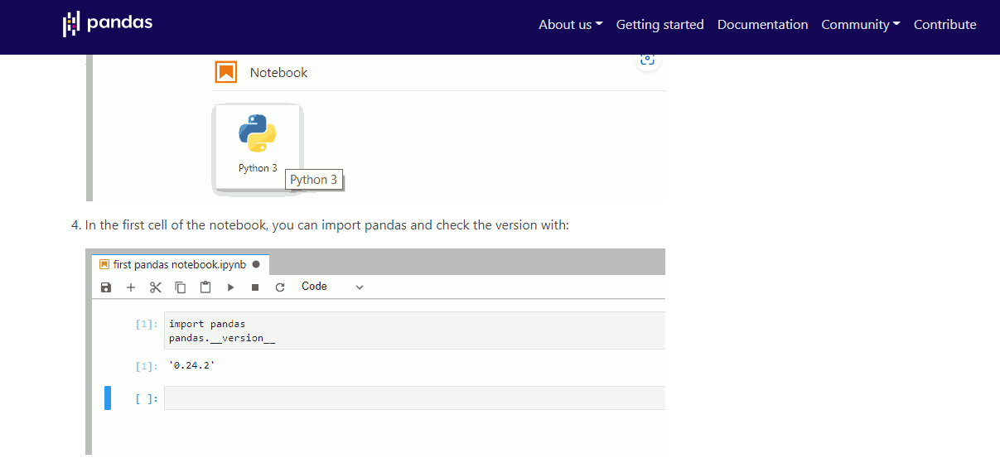 pandas
About us Getting started Documentation Community Contribute
Notebook
Python 3
Python 3
4. In the first cell of the notebook, you can import pandas and check the version with:
first pandas notebook.ipynb
Code
[1]: import pandas
pandas.__version__
[1]: '0.24.2'
[ ]: